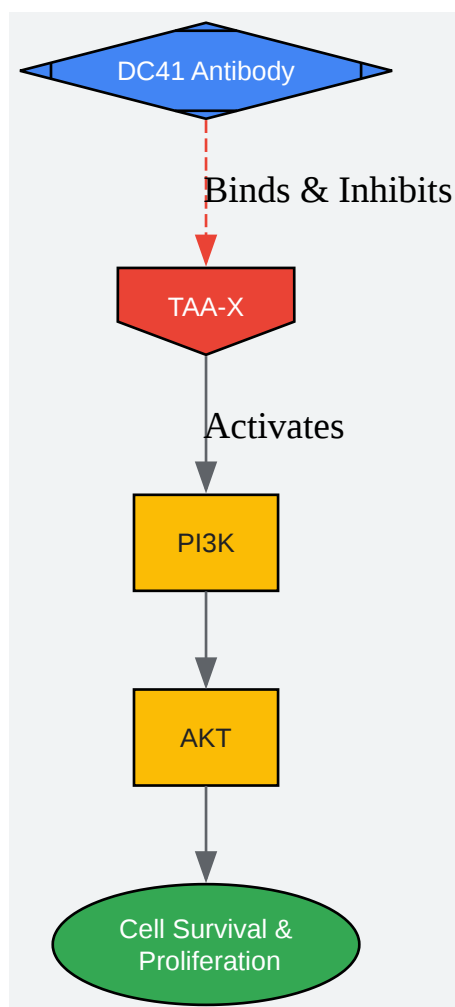 DC41 Antibody
Binds & Inhibits
TAA-X
Activates
PI3K
AKT
Cell Survival &
Proliferation